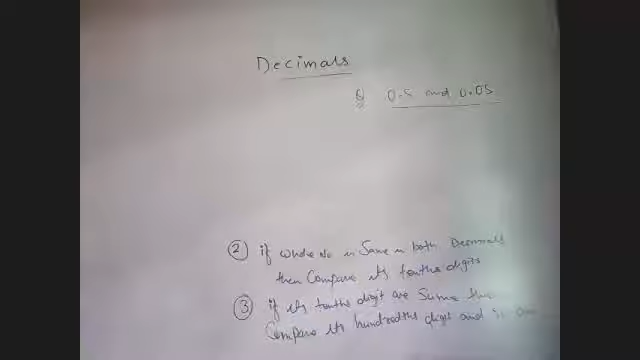 Decimals
Q 0.5 and 0.05
② if whole No is Same in both Decimals
then Compare its tenths digits
③ if its tenths digit are Same then
Compare its hundredths digit and